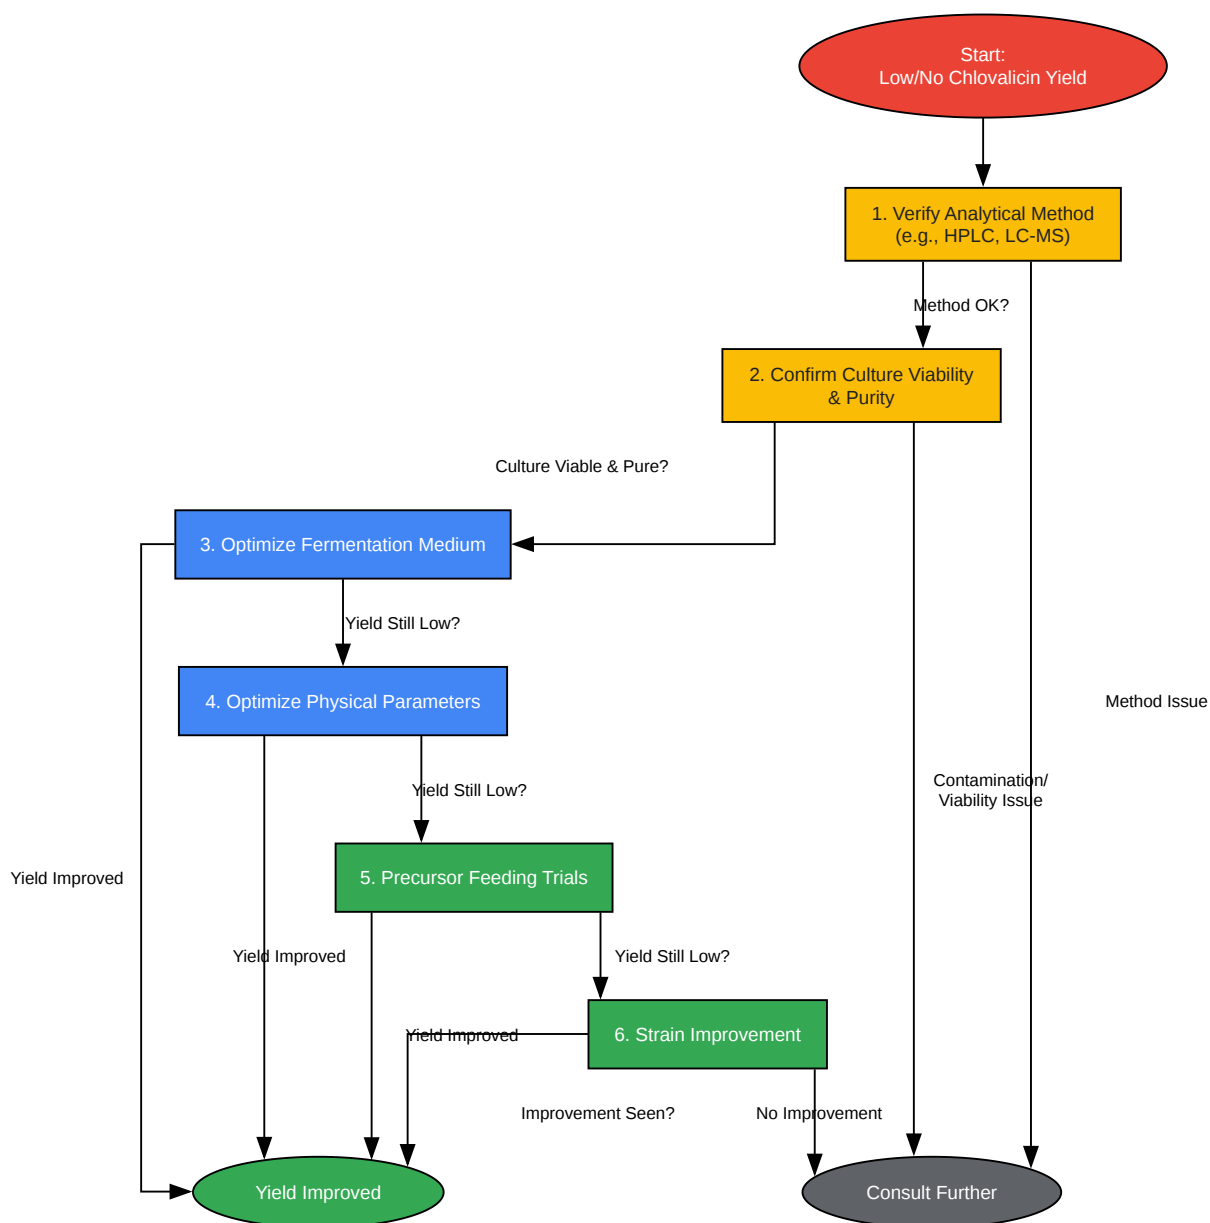 Start:
Low/No Chlovalicin Yield
1. Verify Analytical Method
(e.g., HPLC, LC-MS)
Method OK?
2. Confirm Culture Viability
& Purity
Culture Viable & Pure?
3. Optimize Fermentation Medium
Yield Still Low?
4. Optimize Physical Parameters
Method Issue
Yield Still Low?
Contamination/
Viability Issue
5. Precursor Feeding Trials
Yield Improved
Yield Improved
Yield Still Low?
6. Strain Improvement
Yield Improved
Improvement Seen?
No Improvement
Yield Improved
Consult Further